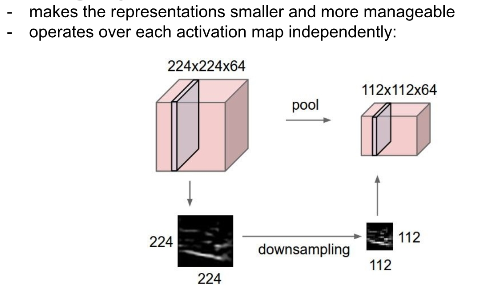 - makes the representations smaller and more manageable
- operates over each activation map independently:
224x224x64
pool
112x112x64
224
224
downsampling
112
112